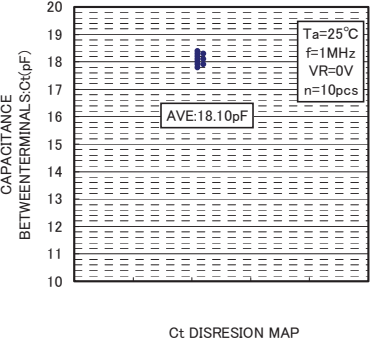 20
19
18
17
16
15
14
13
12
11
10
CAPACITANCE
BETWEENTERMINALS:Ct(pF)
Ta=25℃
f=1MHz
VR=0V
n=10pcs
AVE:18.10pF
Ct DISRESION MAP